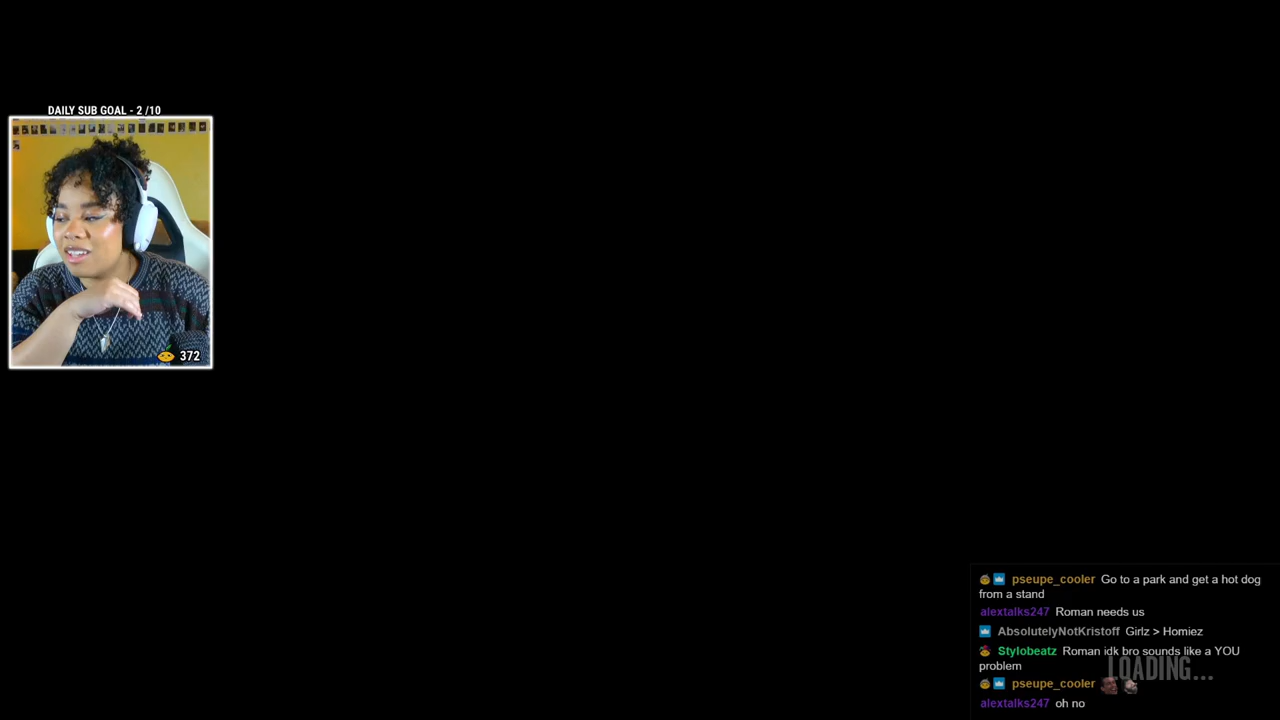 DAILY SUB GOAL - 2 /10
372
pseupe_cooler Go to a park and get a hot dog
from a stand
alextalks247 Roman needs us
AbsolutelyNotKristoff Girlz > Homiez
Stylobeatz Roman idk bro sounds like a YOU
problem
LOADING...
pseupe_cooler
alextalks247 oh no